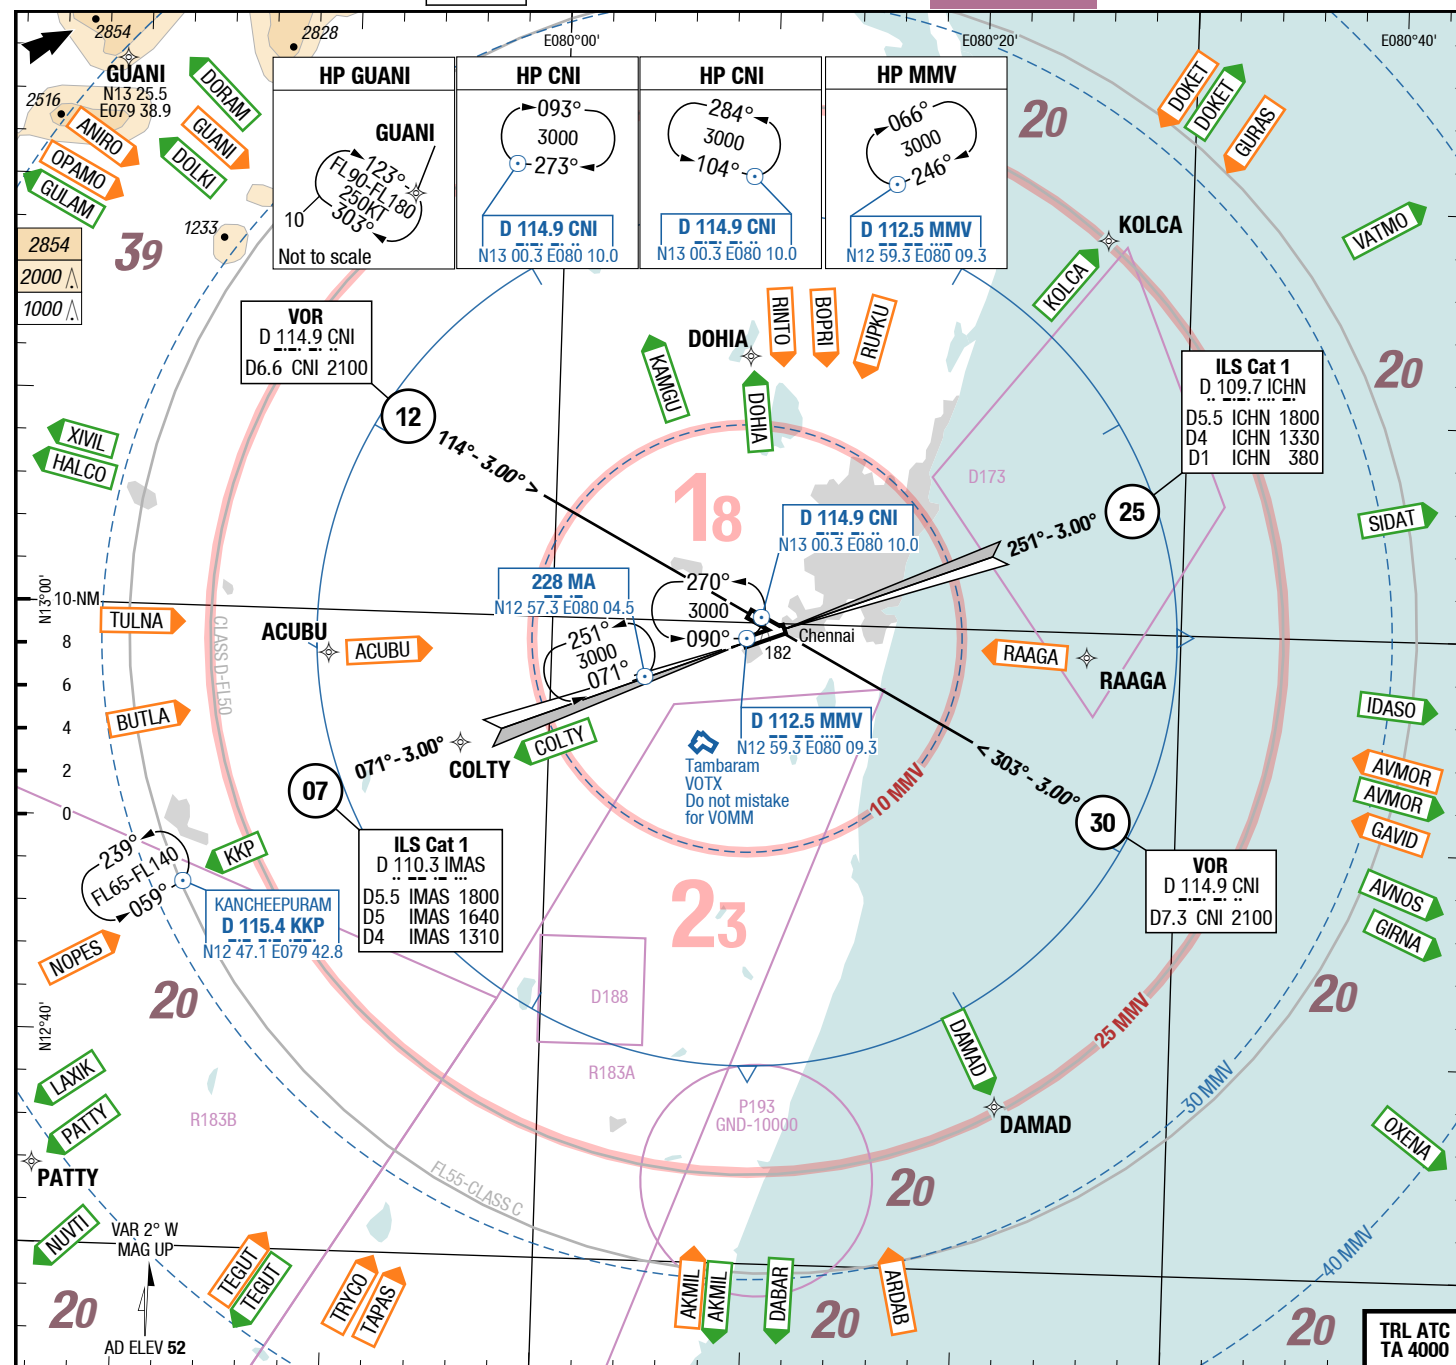 2854
2828
E080°00'
E080°20'
E080°40'
GUANI
N13 25.5
E079 38.9
2516
ANIRO
OPAMO
GULAM
DORAM
GUANI
DOLKI
1233
39
2854
2000
1000
HP GUANI
GUANI
123°
FL90-FL180
250KT
303°
10
Not to scale
HP CNI
093°
3000
273°
D 114.9 CNI
N13 00.3 E080 10.0
HP CNI
284°
3000
104°
D 114.9 CNI
N13 00.3 E080 10.0
HP MMV
066°
3000
246°
D 112.5 MMV
N12 59.3 E080 09.3
20
DOKET
DOKET
GURAS
KOLCA
KOLCA
VATMO
20
VOR
D 114.9 CNI
D6.6 CNI 2100
12
114°- 3.00° >
DOHIA
KAMGU
DOHIA
RINTO
BOPRI
RUPKU
ILS Cat 1
D 109.7 ICHN
D5.5 ICHN 1800
D4 ICHN 1330
D1 ICHN 380
25
251°- 3.00°
D173
XIVIL
HALCO
18
D 114.9 CNI
N13 00.3 E080 10.0
SIDAT
228 MA
N12 57.3 E080 04.5
270°
3000
090°
251°
3000
071°
Chennai
182
N13°00'
10-NM
8
6
4
2
0
TULNA
ACUBU
ACUBU
BUTLA
CLASS D-FL50
RAAGA
RAAGA
IDASO
AVMOR
AVMOR
GAVID
AVNOS
GIRNA
COLTY
COLTY
071°- 3.00°
07
D 112.5 MMV
N12 59.3 E080 09.3
Tambaram
VOTX
Do not mistake
for VOMM
10 MMV
< 303°- 3.00°
30
VOR
D 114.9 CNI
D7.3 CNI 2100
ILS Cat 1
D 110.3 IMAS
D5.5 IMAS 1800
D5 IMAS 1640
D4 IMAS 1310
239°
FL65-FL140
059°
KKP
KANCHEEPURAM
D 115.4 KKP
N12 47.1 E079 42.8
NOPES
20
23
D188
R183A
R183B
P193
GND-10000
DAMAD
DAMAD
25 MMV
30 MMV
40 MMV
20
OXENA
N12°40'
LAXIK
PATTY
PATTY
NUVTI
FL55-CLASS C
VAR 2° W
MAG UP
AD ELEV 52
20
TEGUT
TEGUT
TRYCO
TAPAS
AKMIL
AKMIL
DABAR
20
ARDAB
20
20
TRL ATC
TA 4000